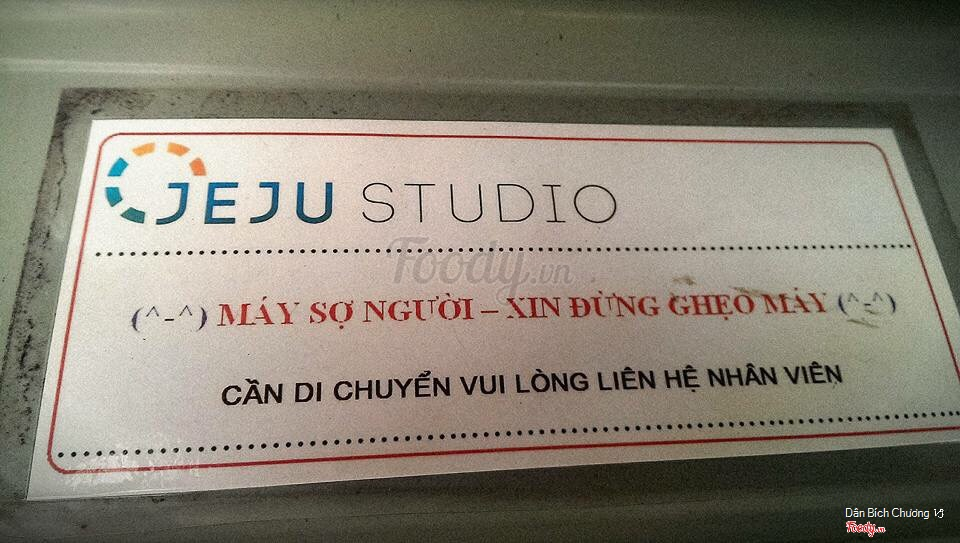 JEJU STUDIO
Foody.vn
(^-^) MÁY SỢ NGƯỜI – XIN ĐỪNG GHẸO MÁY (^-^)
CẦN DI CHUYỂN VUI LÒNG LIÊN HỆ NHÂN VIÊN
Dân Bích Chương
Foody.vn